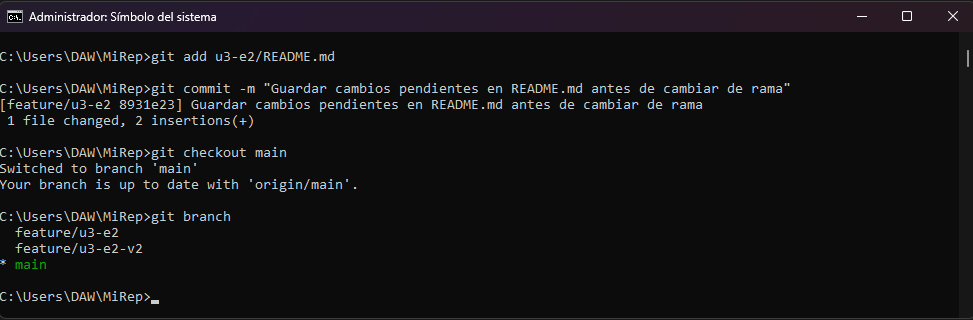 Administrador: Símbolo del sistema
C:\Users\DAW\MiRep>git add u3-e2/README.md
C:\Users\DAW\MiRep>git commit -m "Guardar cambios pendientes en README.md antes de cambiar de rama"
[feature/u3-e2 8931e23] Guardar cambios pendientes en README.md antes de cambiar de rama
 1 file changed, 2 insertions(+)
C:\Users\DAW\MiRep>git checkout main
Switched to branch 'main'
Your branch is up to date with 'origin/main'.
C:\Users\DAW\MiRep>git branch
  feature/u3-e2
  feature/u3-e2-v2
* main
C:\Users\DAW\MiRep>